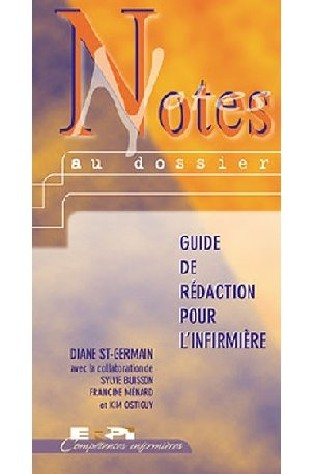 Notes
au dossier
GUIDE
DE
RÉDACTION
POUR
L'INFIRMIÈRE
DIANE ST-GERMAIN
avec la collaboration de
SYLVIE BUISSON
FRANCINE MÉNARD
et KIM OSTIGUY
ERPI
Compétences infirmières